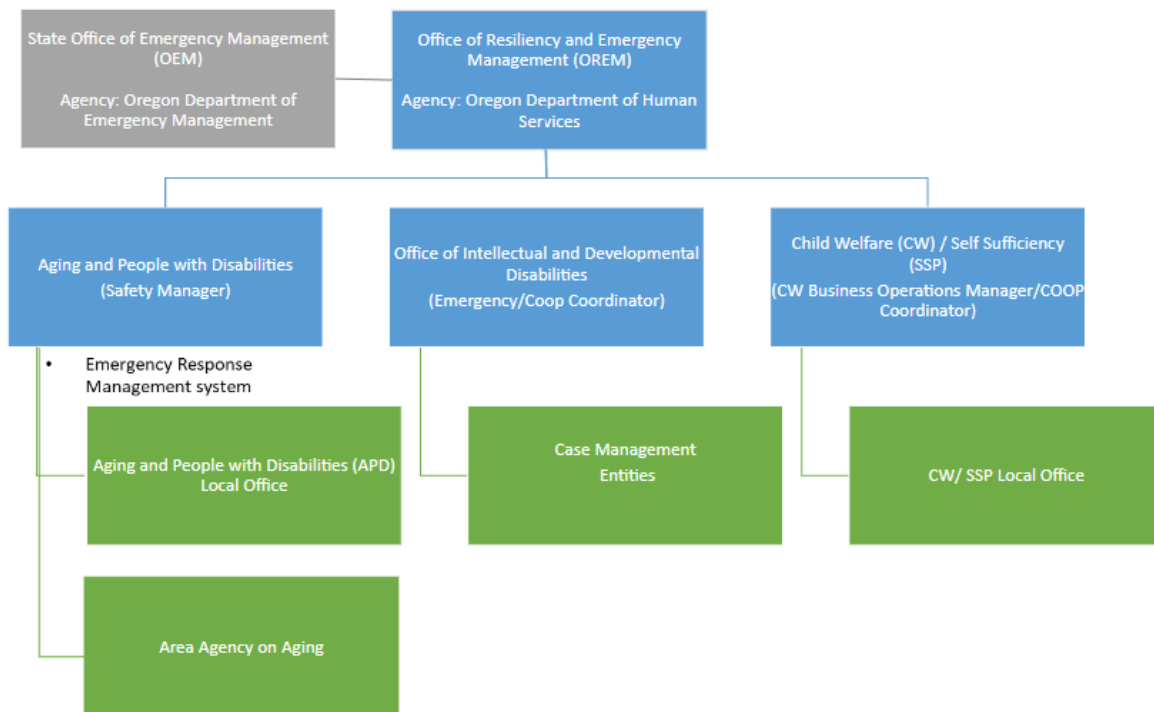 State Office of Emergency Management
(OEM)
Agency: Oregon Department of
Emergency Management
Office of Resiliency and Emergency
Management (OREM)
Agency: Oregon Department of Human
Services
Aging and People with Disabilities
(Safety Manager)
Office of Intellectual and Developmental
Disabilities
(Emergency/Coop Coordinator)
Child Welfare (CW) / Self Sufficiency
(SSP)
(CW Business Operations Manager/COOP
Coordinator)
• Emergency Response
Management system
Aging and People with Disabilities (APD)
Local Office
Case Management
Entities
CW/ SSP Local Office
Area Agency on Aging